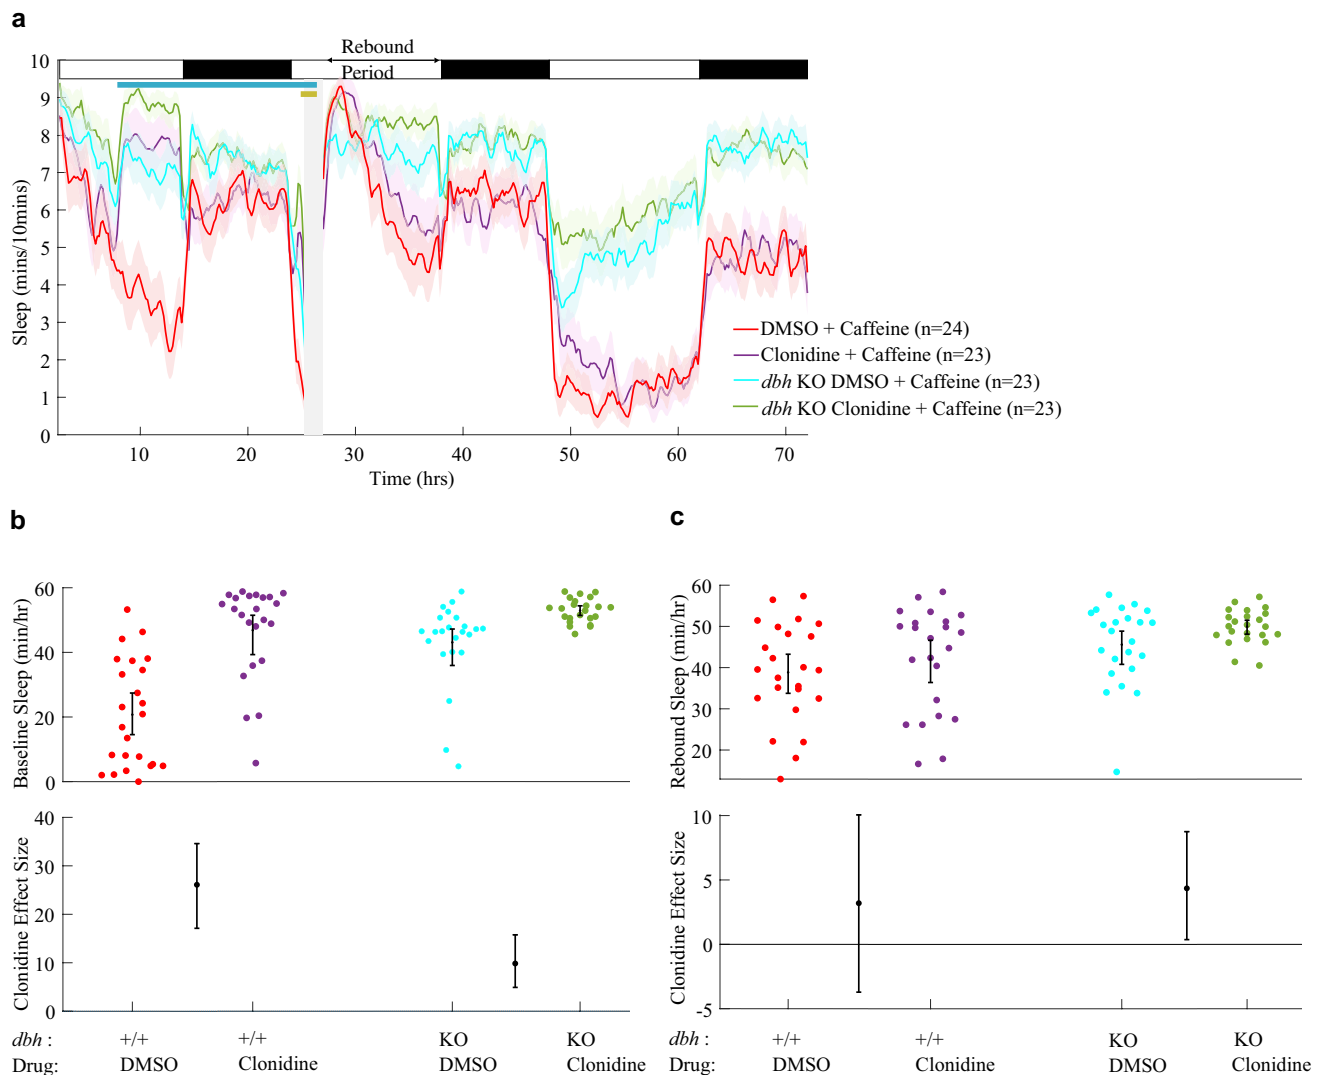 a
Rebound
Period
10
9
8
7
6
5
4
3
2
1
0
Sleep (mins/10mins)
10 20 30 40 50 60 70
Time (hrs)
DMSO + Caffeine (n=24)
Clonidine + Caffeine (n=23)
dbh KO DMSO + Caffeine (n=23)
dbh KO Clonidine + Caffeine (n=23)
b
60
40
20
0
Baseline Sleep (min/hr)
40
30
20
10
0
Clonidine Effect Size
dbh : +/+ +/+ KO KO
Drug: DMSO Clonidine DMSO Clonidine
c
60
50
40
30
20
Rebound Sleep (min/hr)
10
5
0
-5
Clonidine Effect Size
+/+ +/+ KO KO
DMSO Clonidine DMSO Clonidine